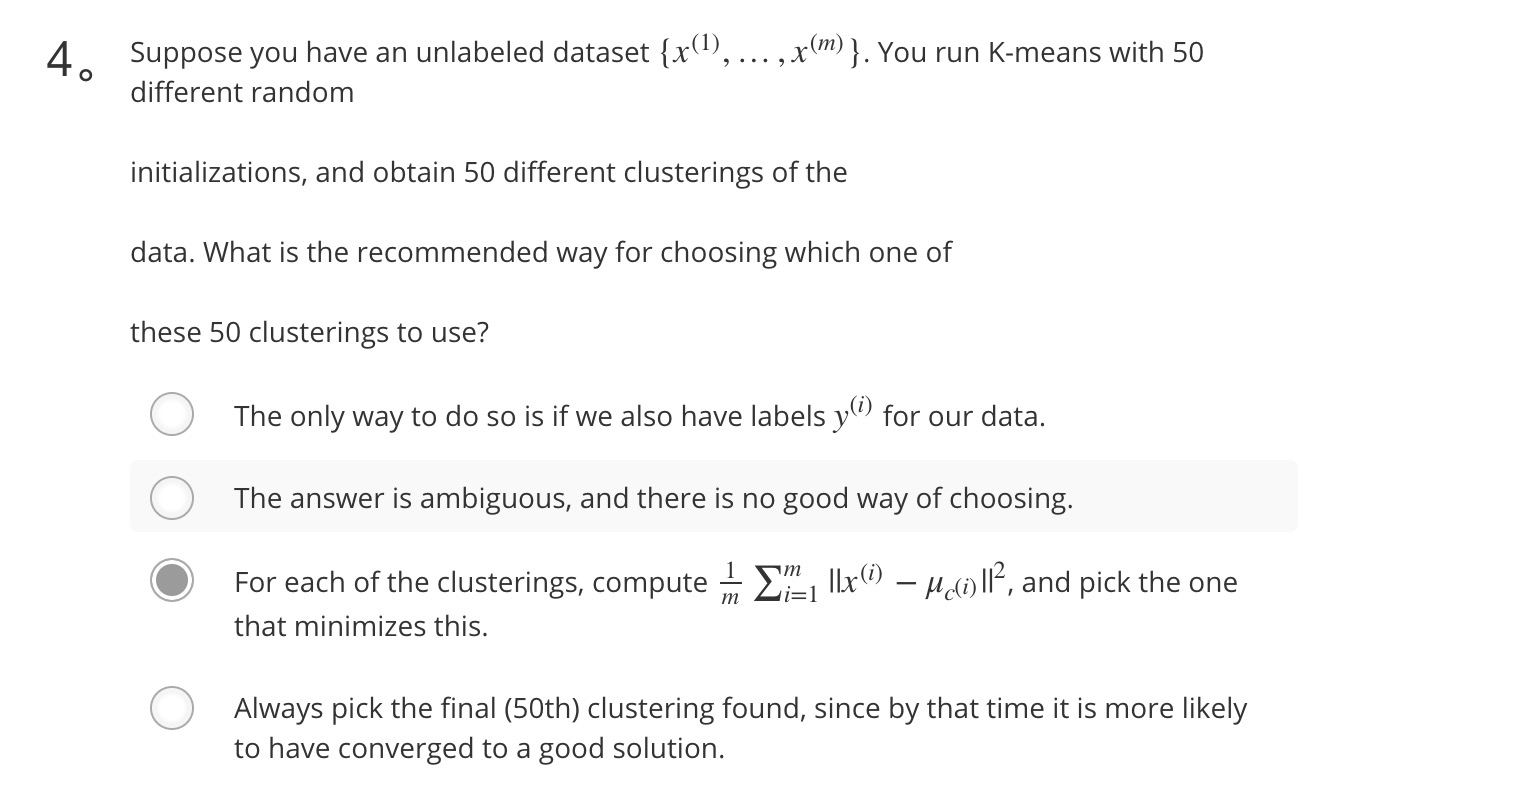 4。
Suppose you have an unlabeled dataset {x^(1), … , x^(m)}. You run K-means with 50
different random
initializations, and obtain 50 different clusterings of the
data. What is the recommended way for choosing which one of
these 50 clusterings to use?
The only way to do so is if we also have labels y^(i) for our data.
The answer is ambiguous, and there is no good way of choosing.
For each of the clusterings, compute 1/m ∑_{i=1}^m ||x^(i) − μ_{c^(i)}||^2, and pick the one
that minimizes this.
Always pick the final (50th) clustering found, since by that time it is more likely
to have converged to a good solution.